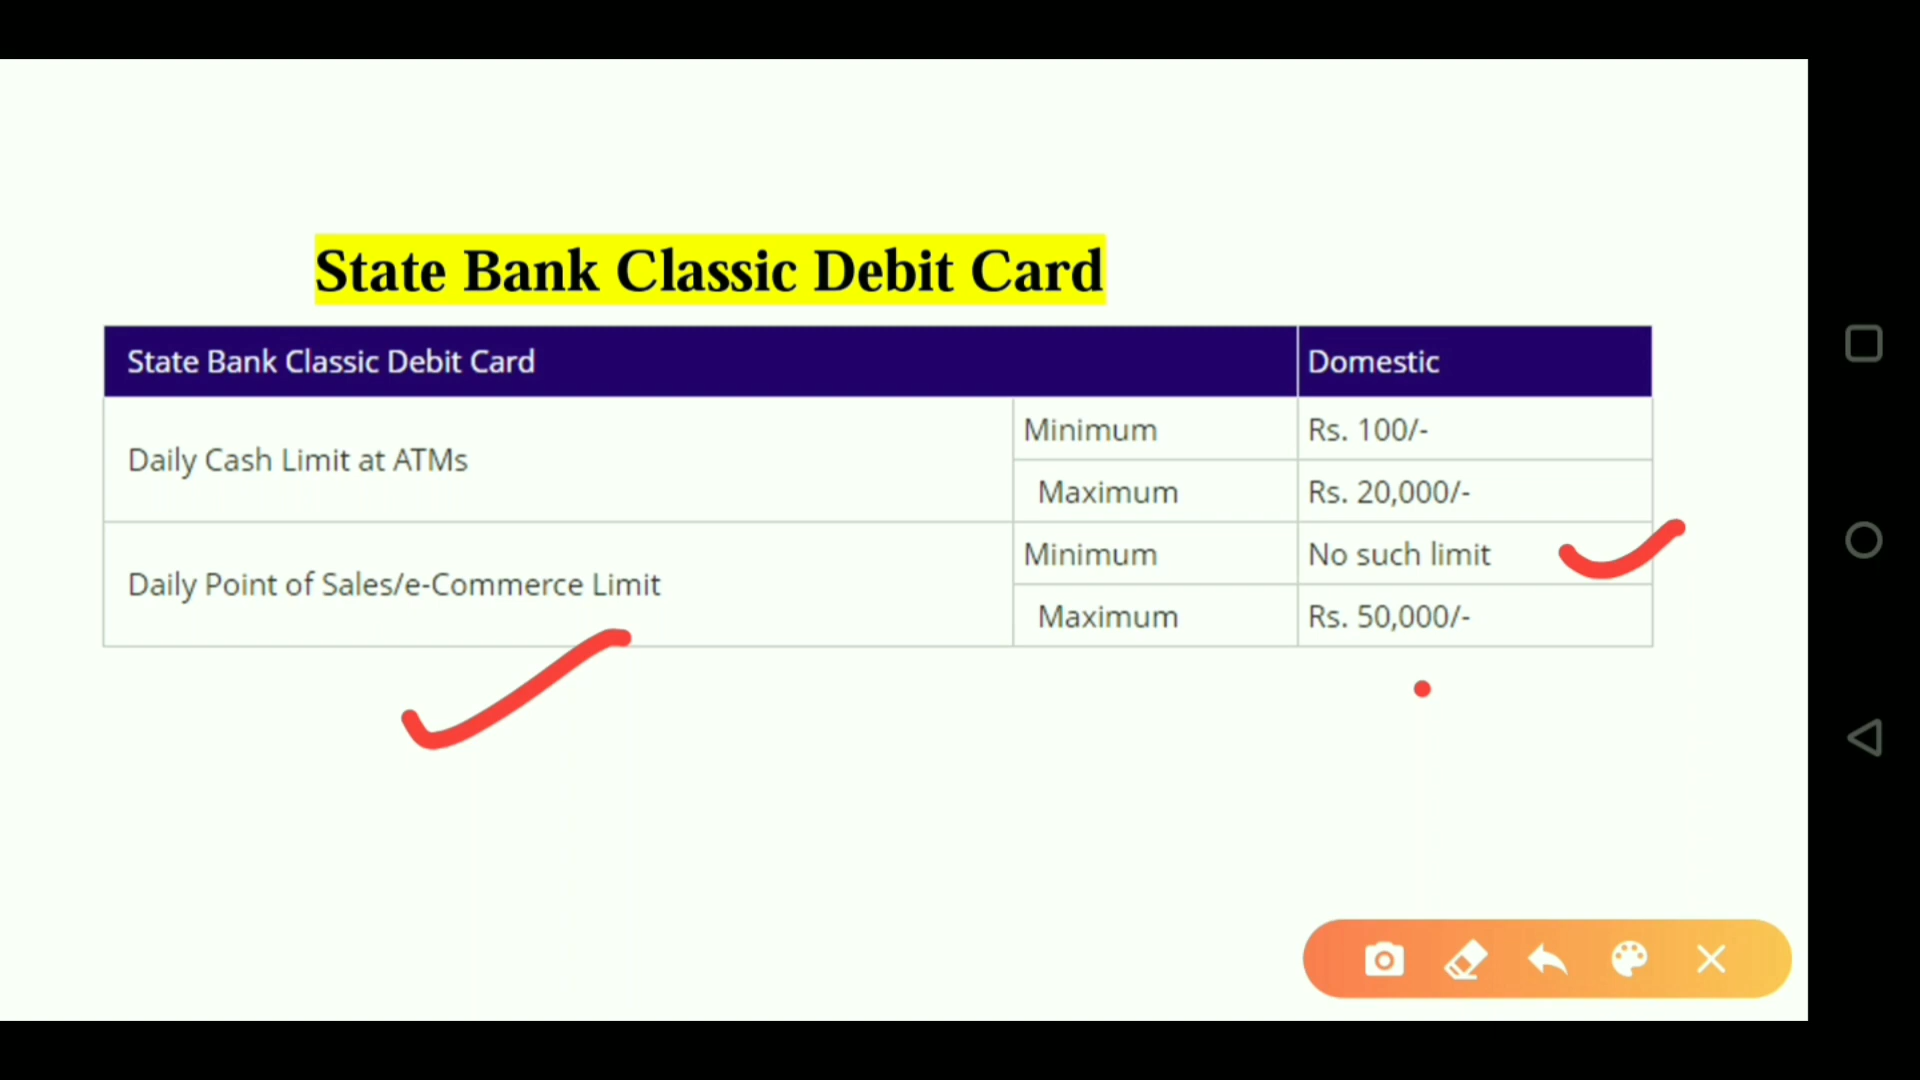 State Bank Classic Debit Card
State Bank Classic Debit Card Domestic
Daily Cash Limit at ATMs Minimum Rs. 100/-
Maximum Rs. 20,000/-
Daily Point of Sales/e-Commerce Limit Minimum No such limit
Maximum Rs. 50,000/-